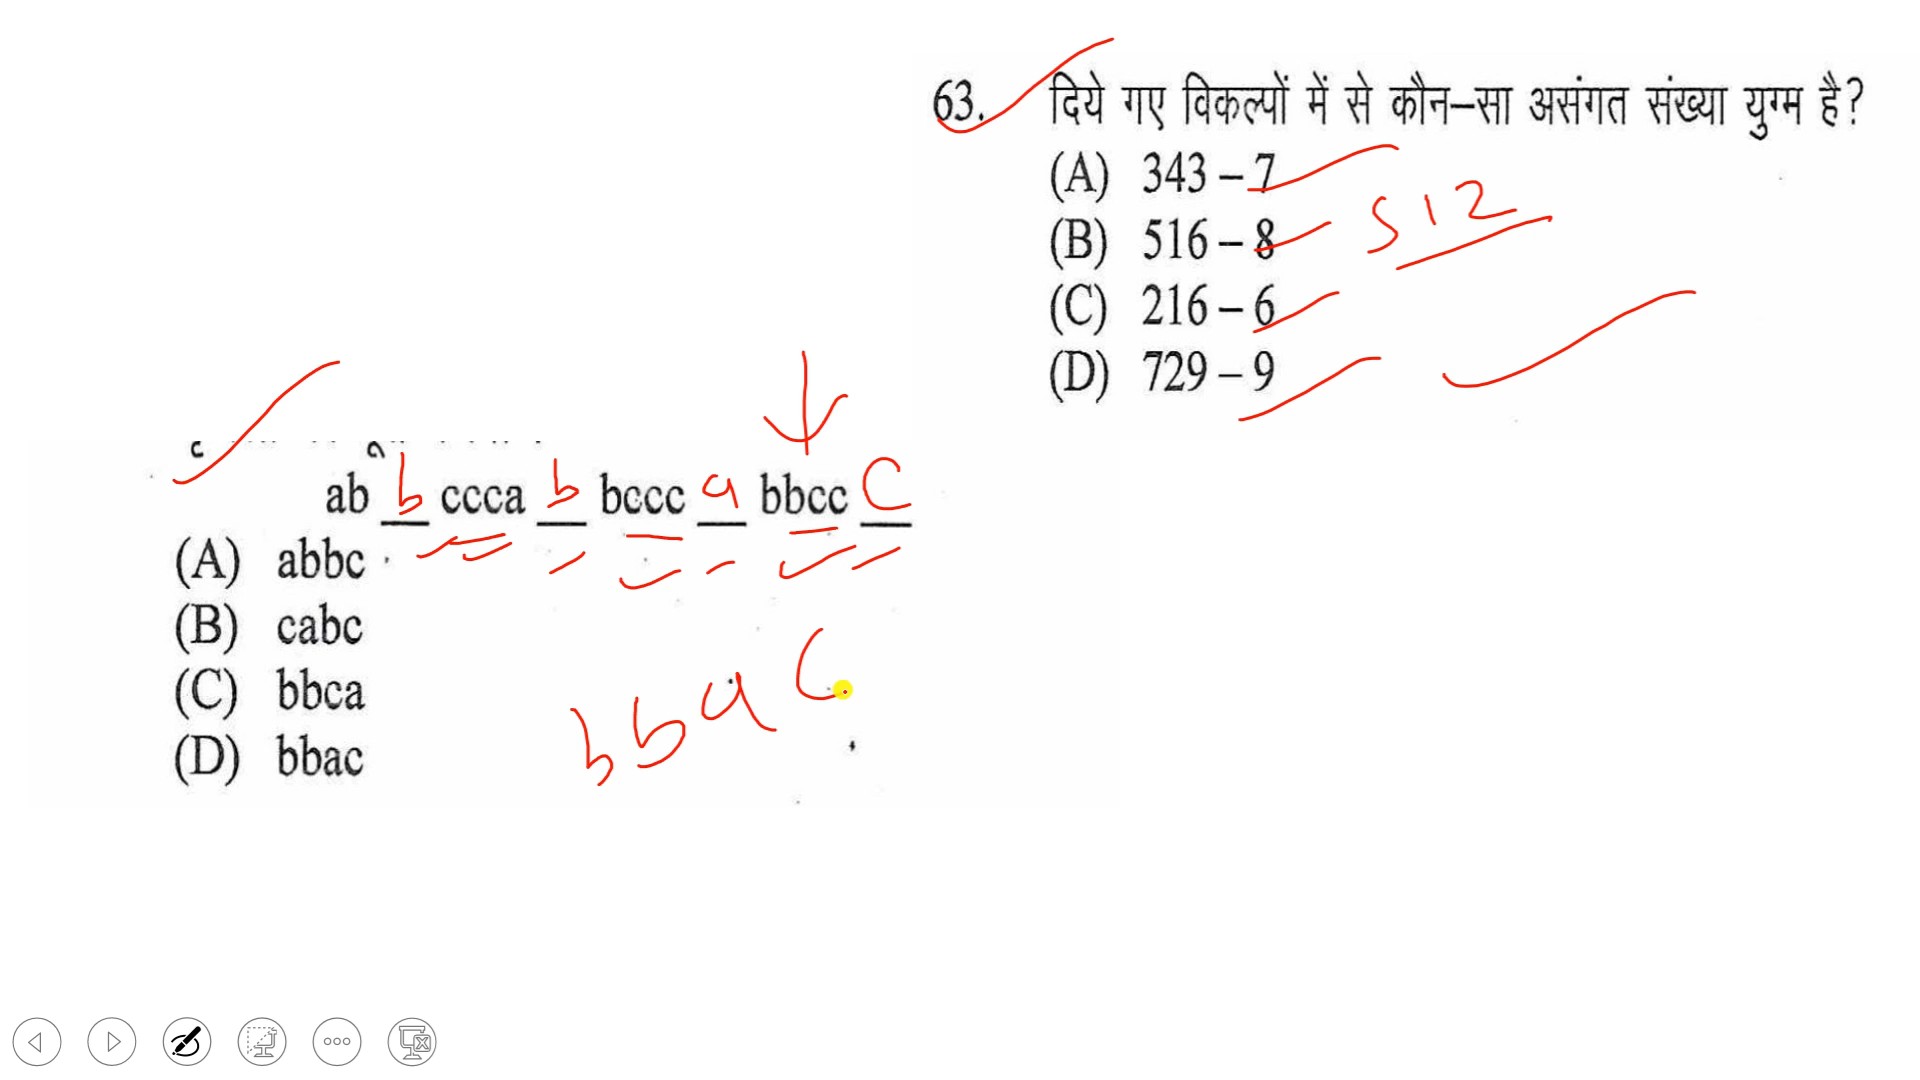 63. दिये गए विकल्पों में से कौन–सा असंगत संख्या युग्म है?
(A) 343 – 7
(B) 516 – 8 512
(C) 216 – 6
(D) 729 – 9
ab b ccca b bccc a bbcc c
(A) abbc
(B) cabc
(C) bbca
(D) bbac
bbac